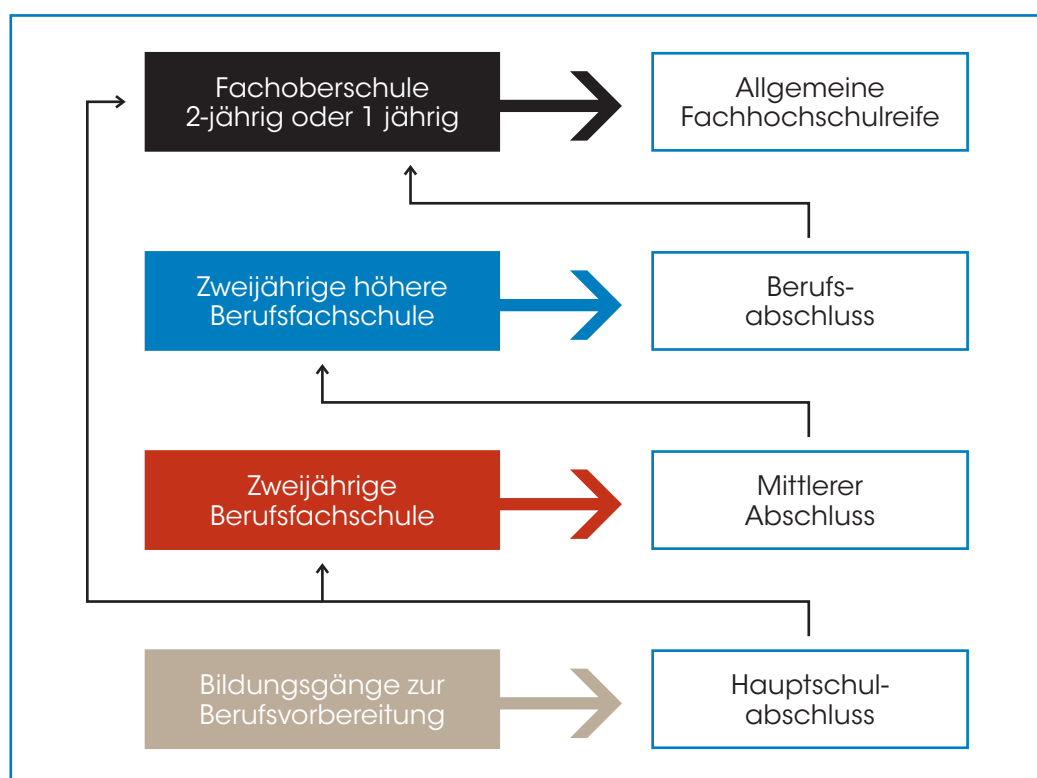 Fachoberschule
2-jährig oder 1 jährig
Allgemeine
Fachhochschulreife
Zweijährige höhere
Berufsfachschule
Berufs-
abschluss
Zweijährige
Berufsfachschule
Mittlerer
Abschluss
Bildungsgänge zur
Berufsvorbereitung
Hauptschul-
abschluss